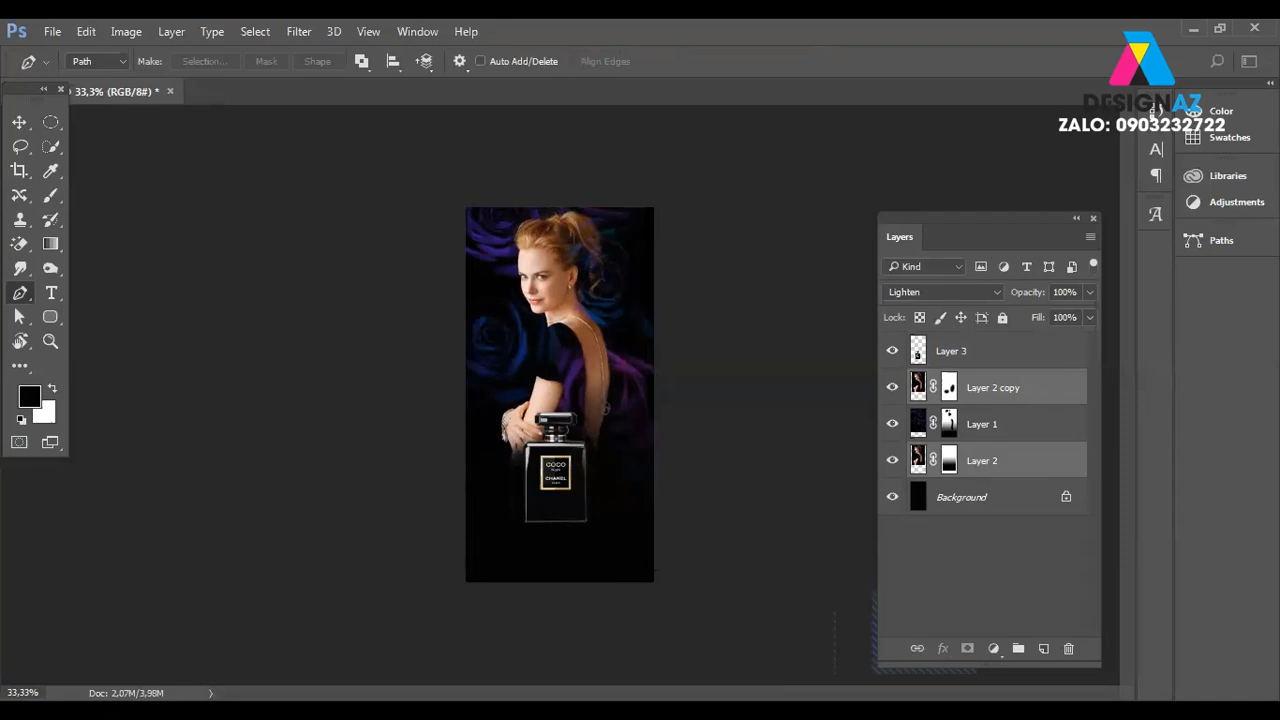 Ps File Edit Image Layer Type Select Filter 3D View Window Help
Path Make: Selection... Mask Shape Auto Add/Delete Align Edges
33,3% (RGB/8#) *
DESIGNAZ
ZALO: 0903232722
Color
Swatches
Libraries
Adjustments
Paths
Layers
Kind
Lighten Opacity: 100%
Lock: Fill: 100%
Layer 3
Layer 2 copy
Layer 1
Layer 2
Background
COCO
CHANEL
33,33% Doc: 2,07M/3,98M